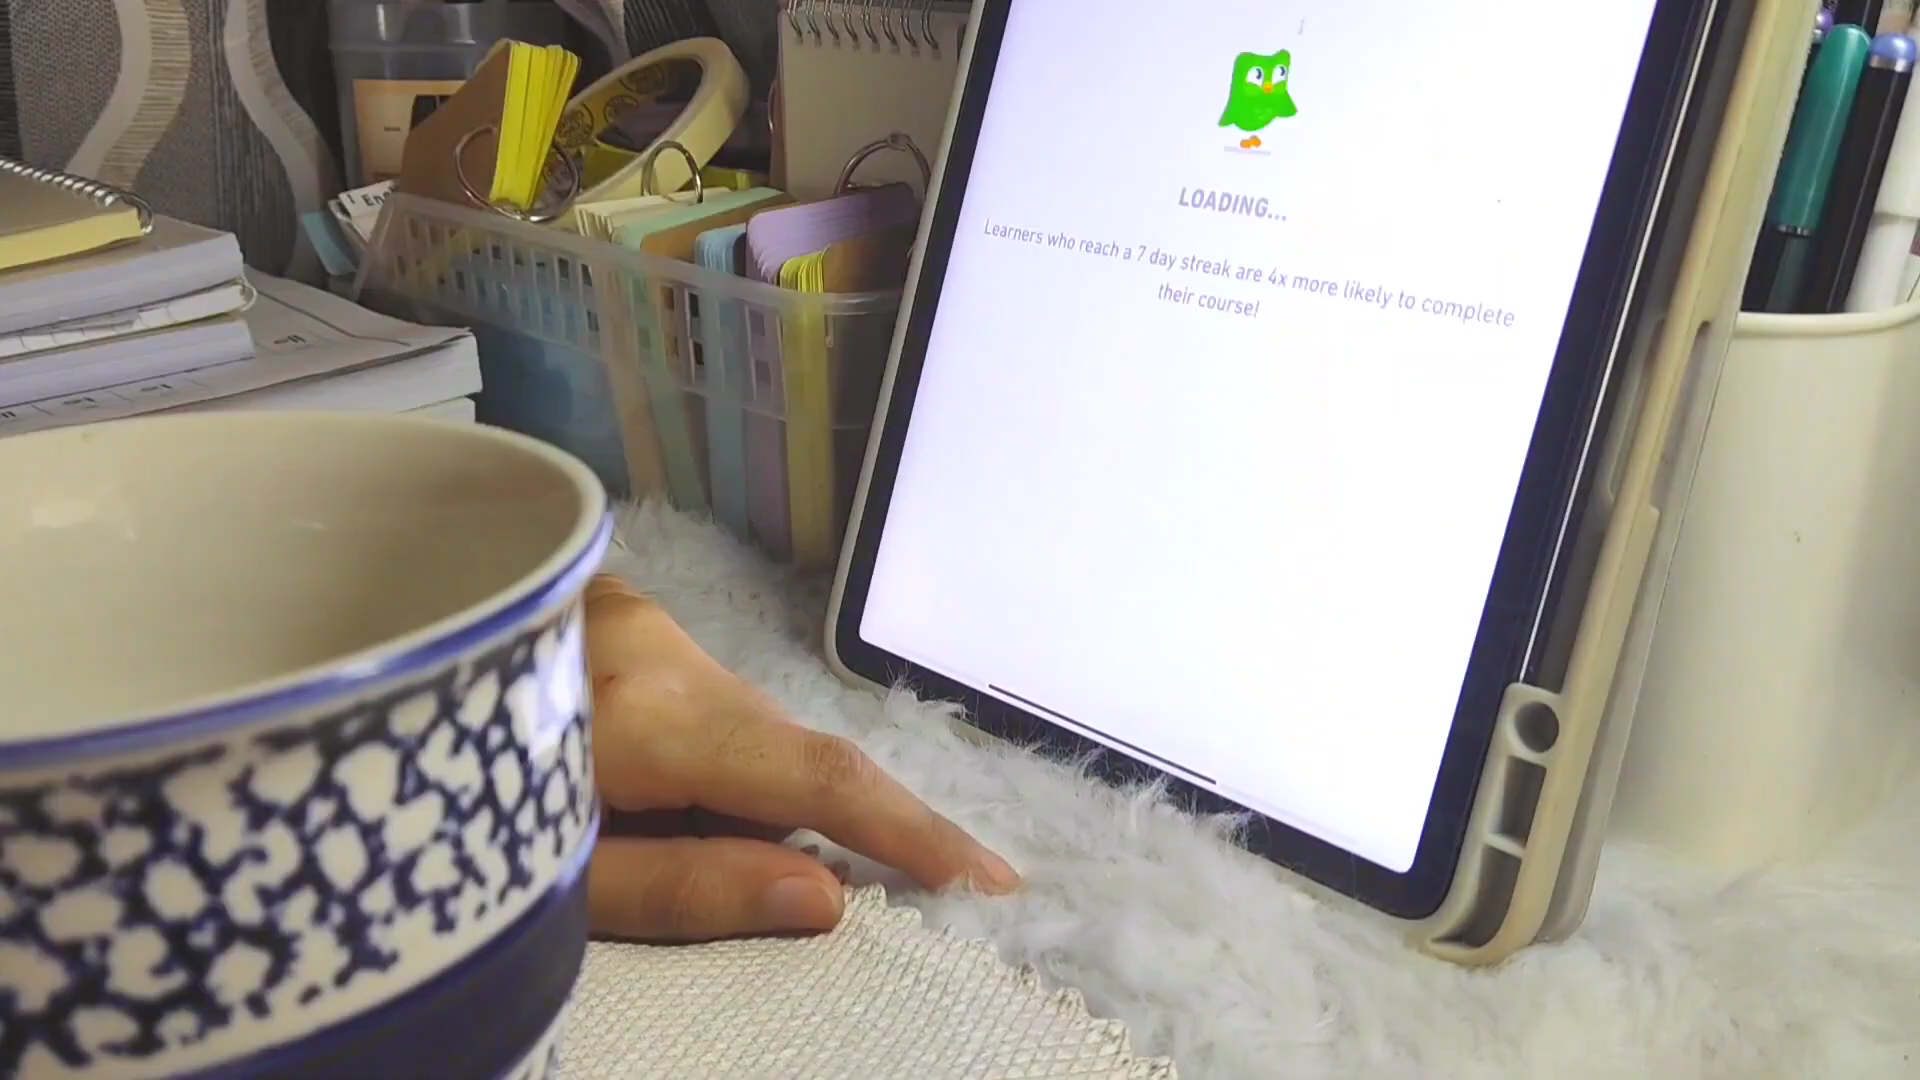 LOADING...
Learners who reach a 7 day streak are 4x more likely to complete
their course!